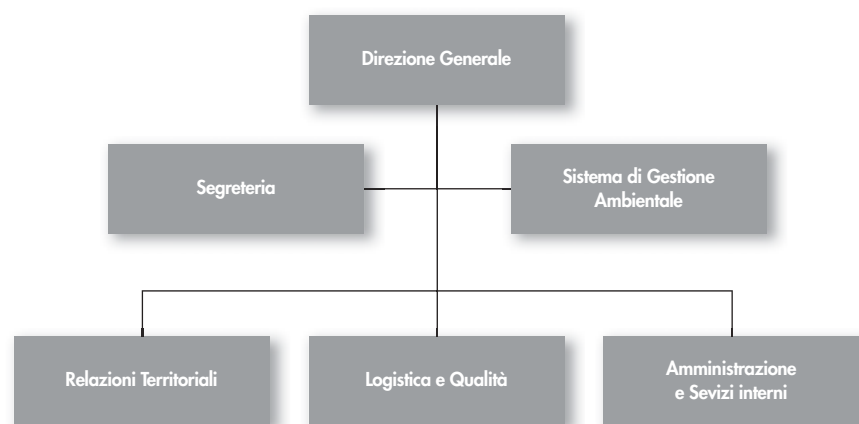 Direzione Generale
Segreteria
Sistema di Gestione
Ambientale
Relazioni Territoriali
Logistica e Qualità
Amministrazione
e Sevizi interni